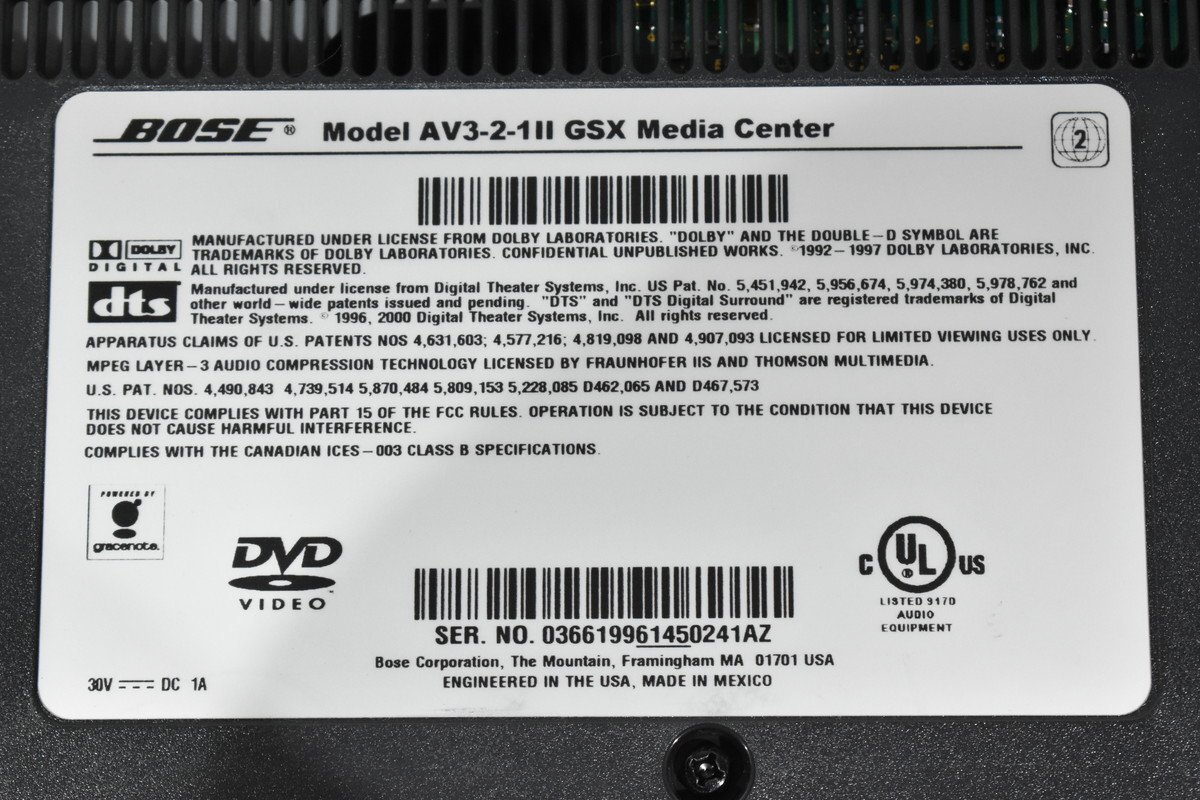 BOSE® Model AV3-2-1II GSX Media Center
2
DOLBY
DIGITAL
MANUFACTURED UNDER LICENSE FROM DOLBY LABORATORIES. "DOLBY" AND THE DOUBLE-D SYMBOL ARE
TRADEMARKS OF DOLBY LABORATORIES. CONFIDENTIAL UNPUBLISHED WORKS. ©1992-1997 DOLBY LABORATORIES, INC.
ALL RIGHTS RESERVED.
dts
Manufactured under license from Digital Theater Systems, Inc. US Pat. No. 5,451,942, 5,956,674, 5,974,380, 5,978,762 and
other world-wide patents issued and pending. "DTS" and "DTS Digital Surround" are registered trademarks of Digital
Theater Systems. © 1996, 2000 Digital Theater Systems, Inc. All rights reserved.
APPARATUS CLAIMS OF U.S. PATENTS NOS 4,631,603; 4,577,216; 4,819,098 AND 4,907,093 LICENSED FOR LIMITED VIEWING USES ONLY.
MPEG LAYER-3 AUDIO COMPRESSION TECHNOLOGY LICENSED BY FRAUNHOFER IIS AND THOMSON MULTIMEDIA.
U.S. PAT. NOS. 4,490,843 4,739,514 5,870,484 5,809,153 5,228,085 D462,065 AND D467,573
THIS DEVICE COMPLIES WITH PART 15 OF THE FCC RULES. OPERATION IS SUBJECT TO THE CONDITION THAT THIS DEVICE
DOES NOT CAUSE HARMFUL INTERFERENCE.
COMPLIES WITH THE CANADIAN ICES-003 CLASS B SPECIFICATIONS.
POWERED BY
gracenote.
DVD
VIDEO
C UL® US
LISTED 917D
AUDIO
EQUIPMENT
SER. NO. 036619961450241AZ
Bose Corporation, The Mountain, Framingham MA 01701 USA
ENGINEERED IN THE USA, MADE IN MEXICO
30V DC 1A